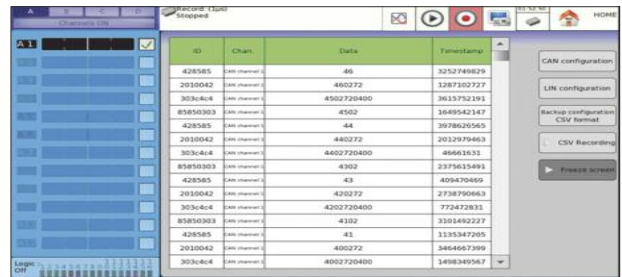 A B C D
Channels ON
Record: (1µs)
Stopped
HOME
A 1
ID Chan. Data Timestamp
428585 CAN channel 1 46 3252749829
2010042 CAN channel 1 460272 1287102727
303c4c4 CAN channel 1 4502720400 3615752191
85850303 CAN channel 1 4502 1649542147
428585 CAN channel 1 44 3978626565
2010042 CAN channel 1 440272 2012979463
303c4c4 CAN channel 1 4402720400 46661631
85850303 CAN channel 1 4302 2375615491
428585 CAN channel 1 43 409470469
2010042 CAN channel 1 420272 2738790663
303c4c4 CAN channel 1 4202720400 772472831
85850303 CAN channel 1 4102 3101492227
428585 CAN channel 1 41 1135347205
2010042 CAN channel 1 400272 3464667399
303c4c4 CAN channel 1 4002720400 1498349567
CAN configuration
LIN configuration
Backup configuration
CSV format
CSV Recording
Freeze screen
Logic :
Off